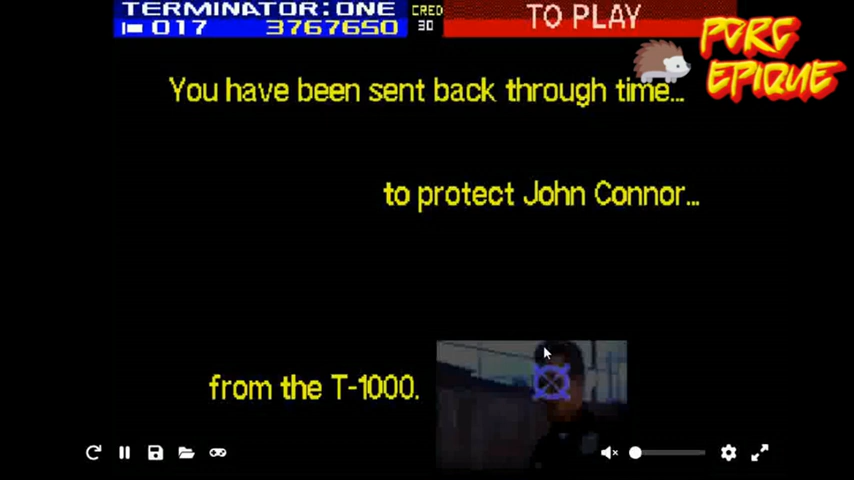 TERMINATOR:ONE
017 3767650
CRED
30
TO PLAY
PORC
EPIQUE
You have been sent back through time...
to protect John Connor...
from the T-1000.